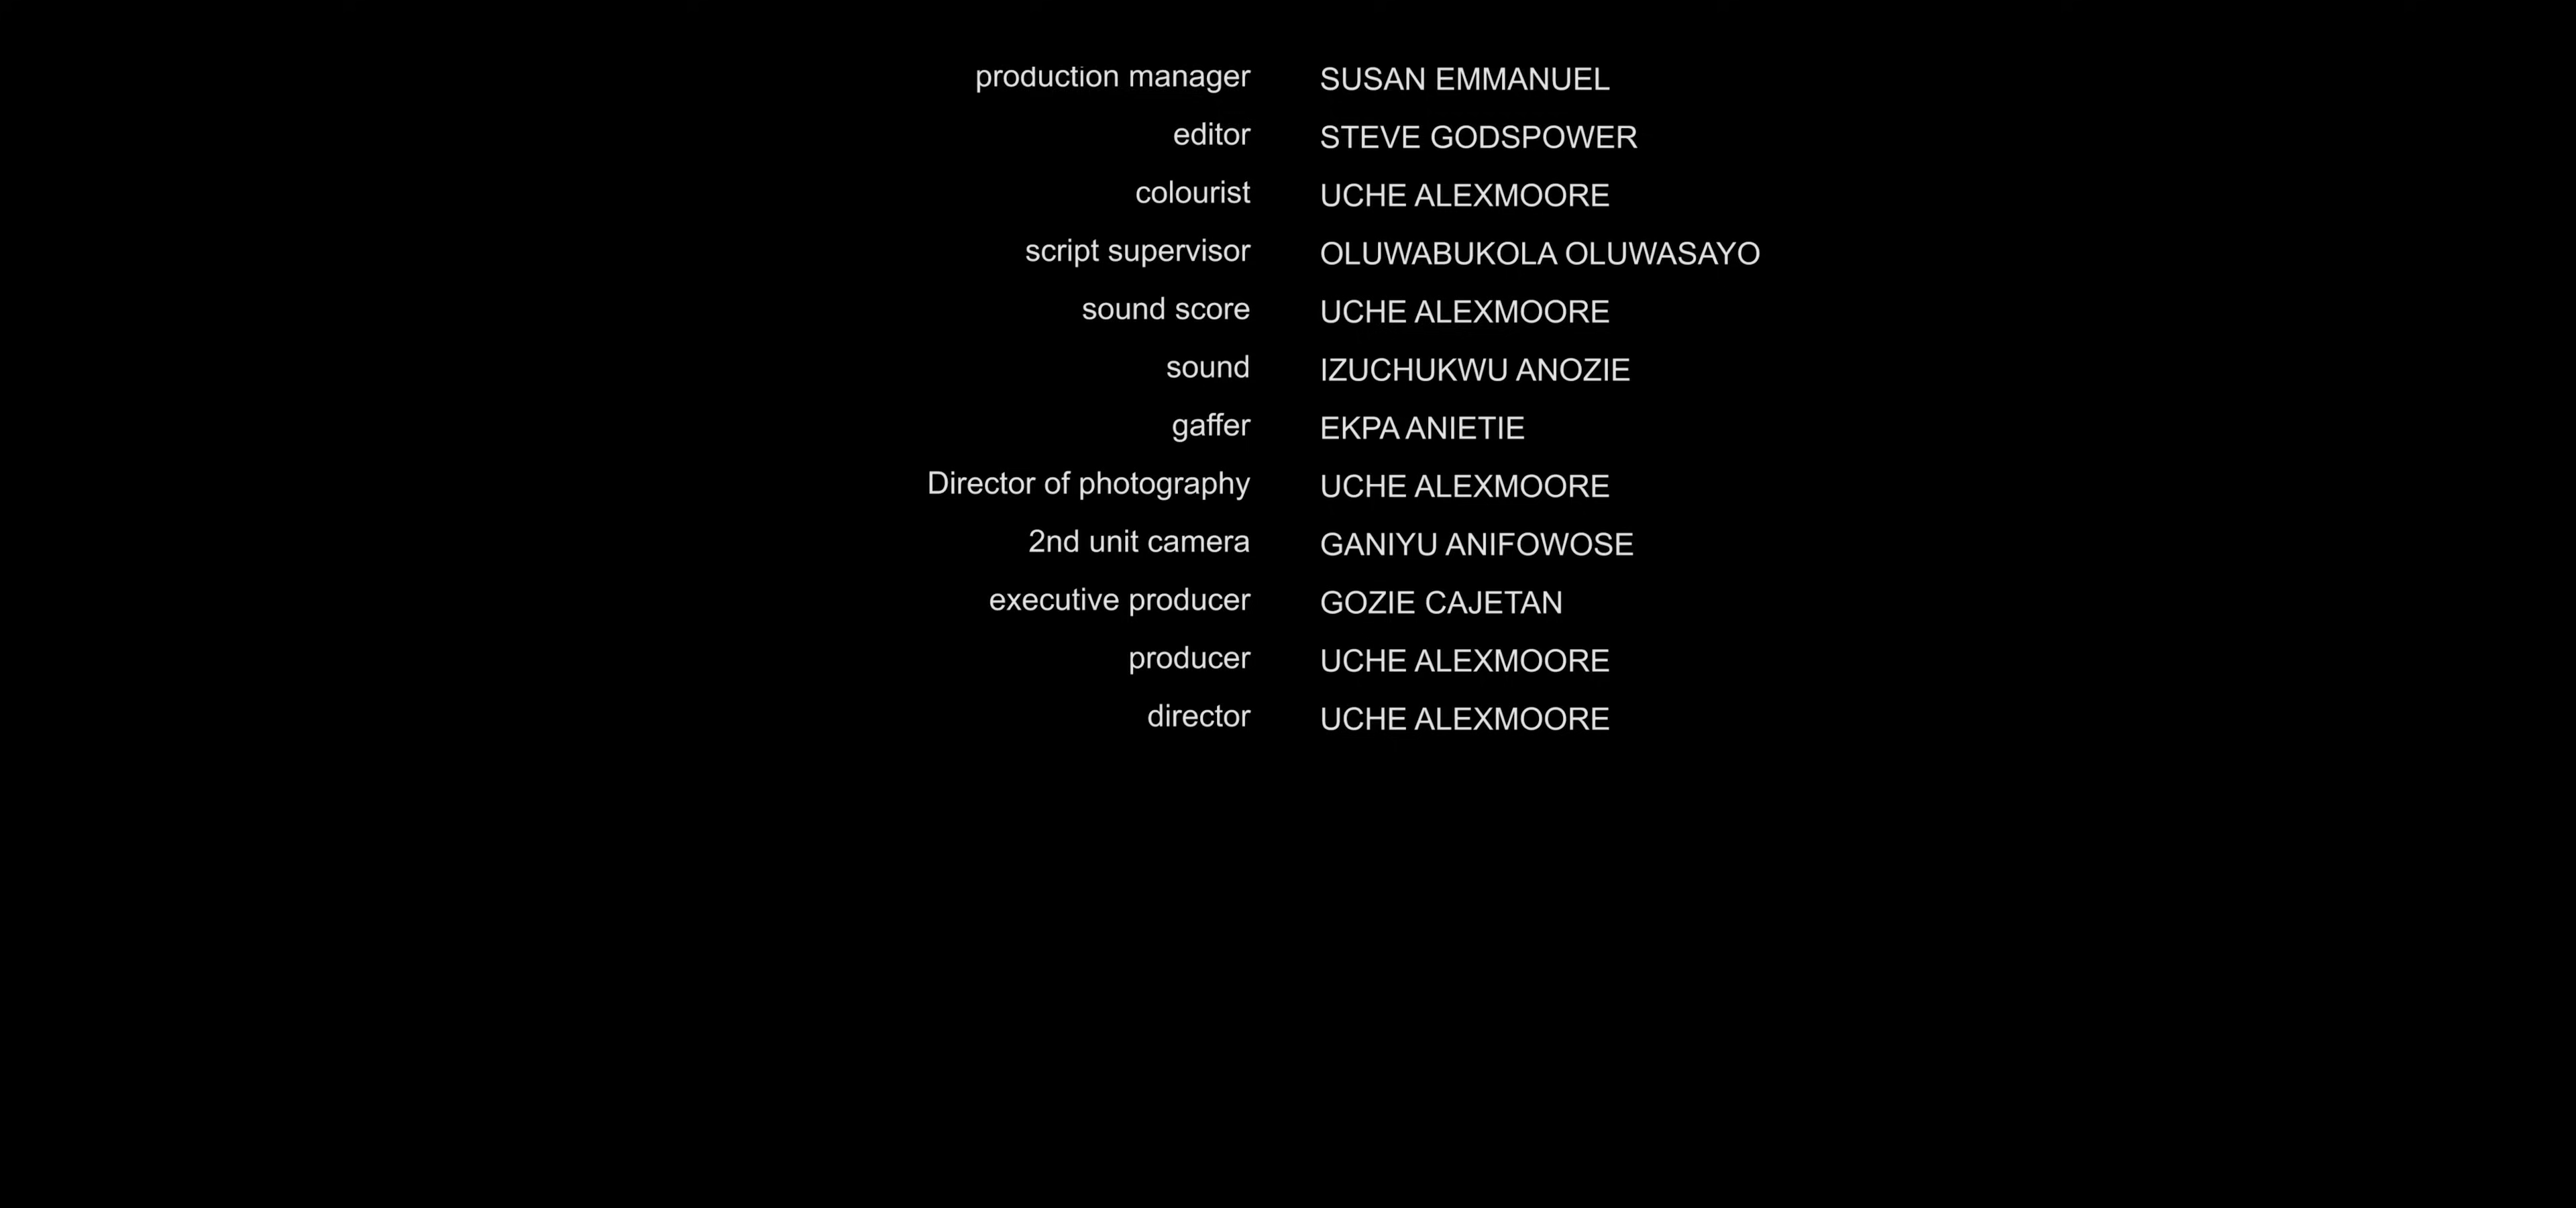 production manager SUSAN EMMANUEL
editor STEVE GODSPOWER
colourist UCHE ALEXMOORE
script supervisor OLUWABUKOLA OLUWASAYO
sound score UCHE ALEXMOORE
sound IZUCHUKWU ANOZIE
gaffer EKPA ANIETIE
Director of photography UCHE ALEXMOORE
2nd unit camera GANIYU ANIFOWOSE
executive producer GOZIE CAJETAN
producer UCHE ALEXMOORE
director UCHE ALEXMOORE